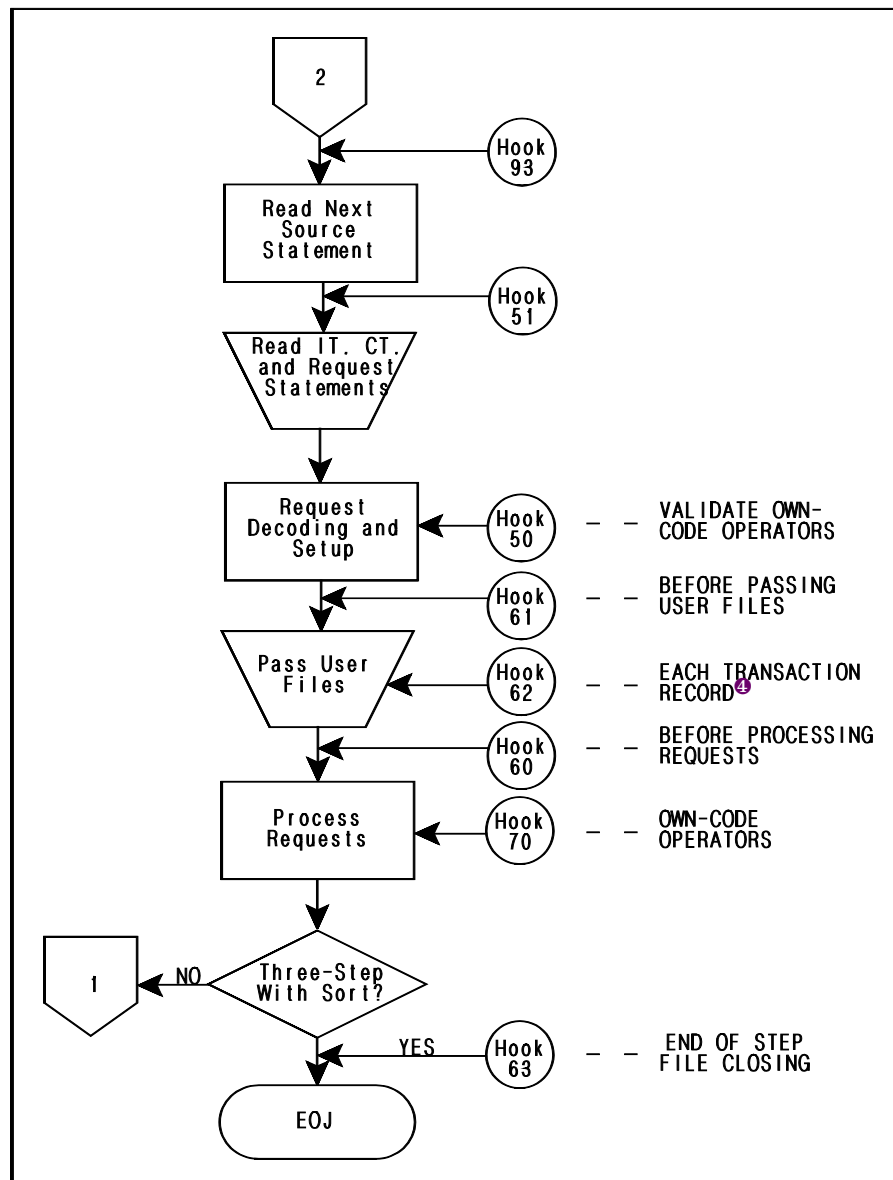 2
Hook
93
Read Next
Source
Statement
Hook
51
Read IT. CT.
and Request
Statements
Request
Decoding and
Setup
Hook
50
VALIDATE OWN-
CODE OPERATORS
Hook
61
BEFORE PASSING
USER FILES
Pass User
Files
Hook
62
EACH TRANSACTION
RECORD❹
Hook
60
BEFORE PROCESSING
REQUESTS
Process
Requests
Hook
70
OWN-CODE
OPERATORS
1
NO
Three-Step
With Sort?
YES
Hook
63
END OF STEP
FILE CLOSING
EOJ